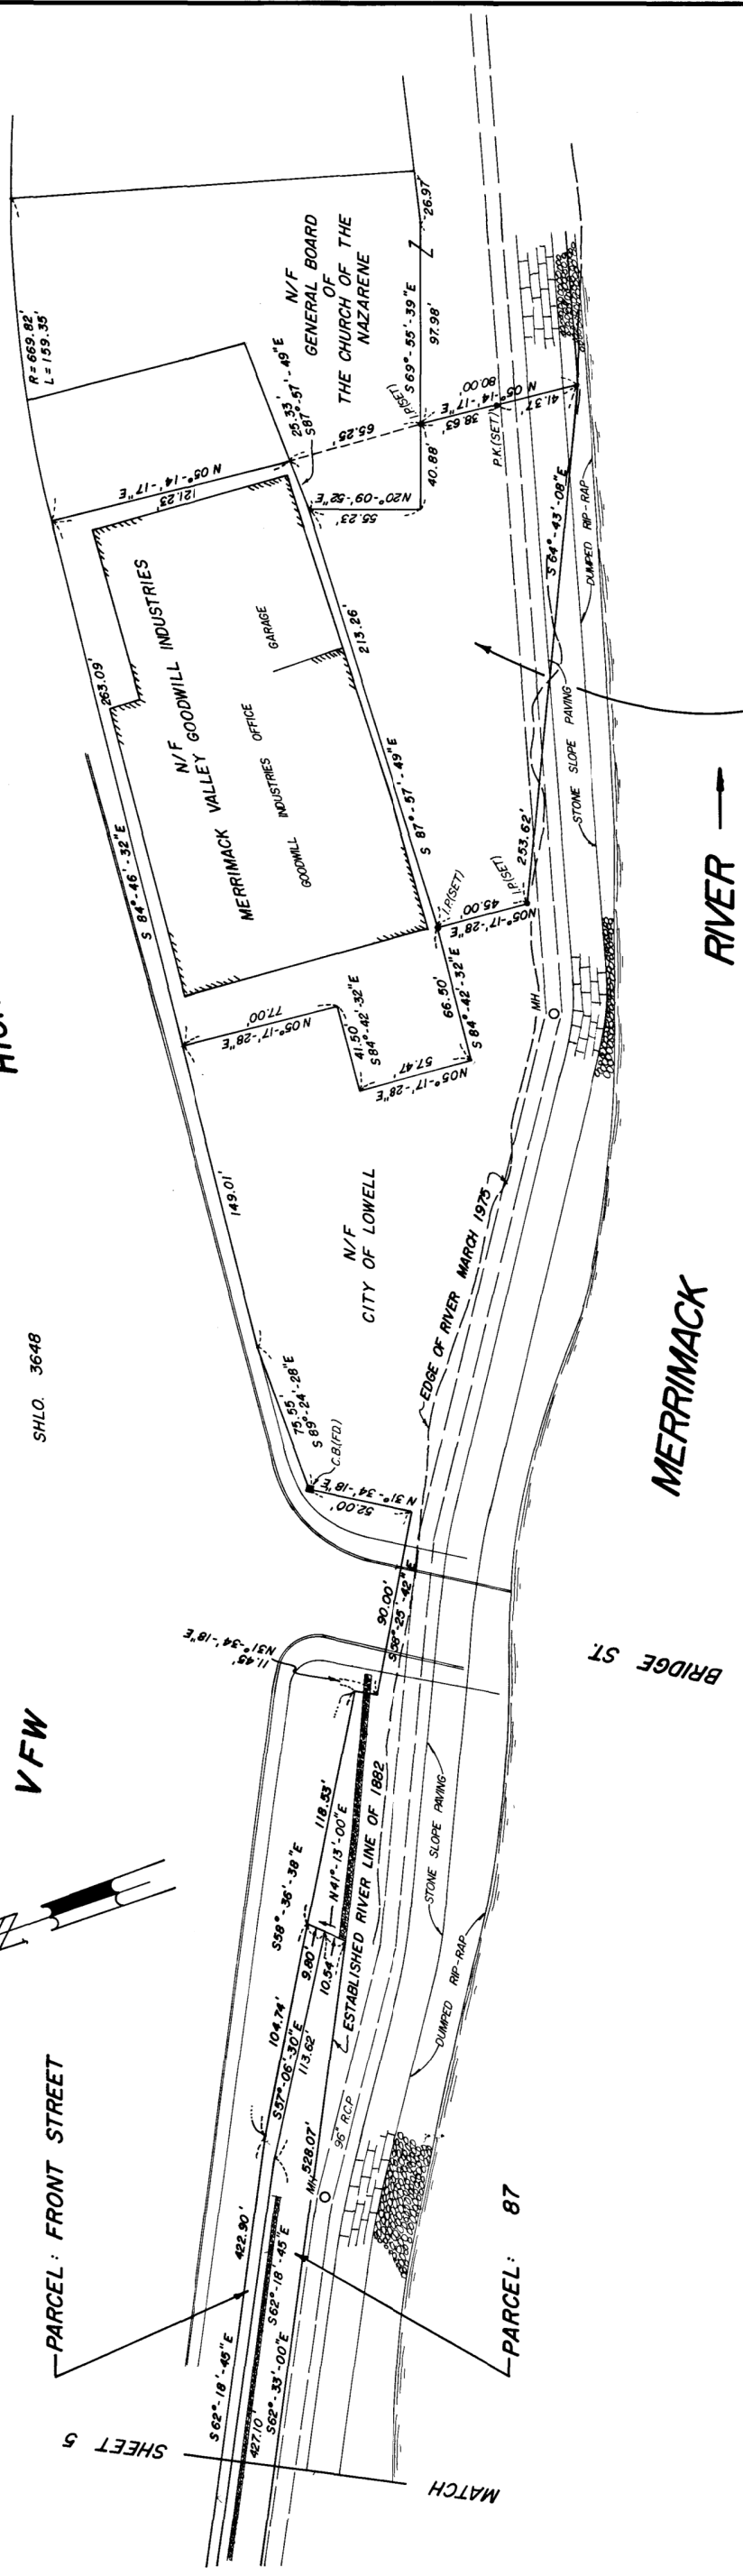 R = 669.82'
L = 159.35'
N/F
GENERAL BOARD
OF
THE CHURCH OF THE
NAZARENE
26.97
97.98'
S 69°-55'-39"E
I.P.(SET)
25.33'
S87°-57'-49"E
65.25'
N 05°-14'-17"E
80.00'
38.63'
41.37'
P.K.(SET)
40.88'
N20°-09'-52"E
55.23'
N 05°-14'-17"E
121.23'
263.09'
S 84°-46'-32"E
N/F
MERRIMACK VALLEY GOODWILL INDUSTRIES
GOODWILL INDUSTRIES OFFICE
GARAGE
213.26'
S 87°-57'-49"E
S 64°-43'-08"E
253.62'
DUMPED RIP-RAP
STONE SLOPE PAVING
I.P.(SET)
I.P.(SET)
N05°-17'-28"E
45.00'
66.50'
S 84°-42'-32"E
N05°-17'-28"E
77.00'
41.50'
S84°-42'-32"E
N05°-17'-28"E
57.47'
MH
149.01'
N/F
CITY OF LOWELL
EDGE OF RIVER MARCH 1975
RIVER
MERRIMACK
SHLO. 3648
75.55'
S 89°-24'-28"E
C.B.(FD)
N 31°-34'-18"E
52.00'
90.00'
S58°-25'-42"E
BRIDGE ST.
VFW
N31°-34'-18"E
11.45'
118.53'
S58°-36'-38"E
N41°-13'-00"E
9.80'
10.54'
ESTABLISHED RIVER LINE OF 1882
STONE SLOPE PAVING
DUMPED RIP-RAP
104.74'
S57°-06'-30"E
113.62'
528.07'
MH
96" R.C.P
PARCEL: FRONT STREET
422.90'
S 62°-18'-45"E
S62°-18'-45"E
427.10'
S62°-33'-00"E
PARCEL: 87
MATCH SHEET 5